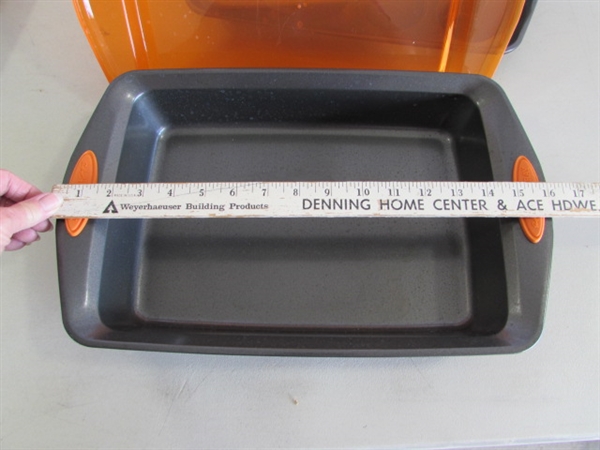 1 2 3 4 5 6 7 8 9 10 11 12 13 14 15 16 17
Weyerhaeuser Building Products DENNING HOME CENTER & ACE HDWE.